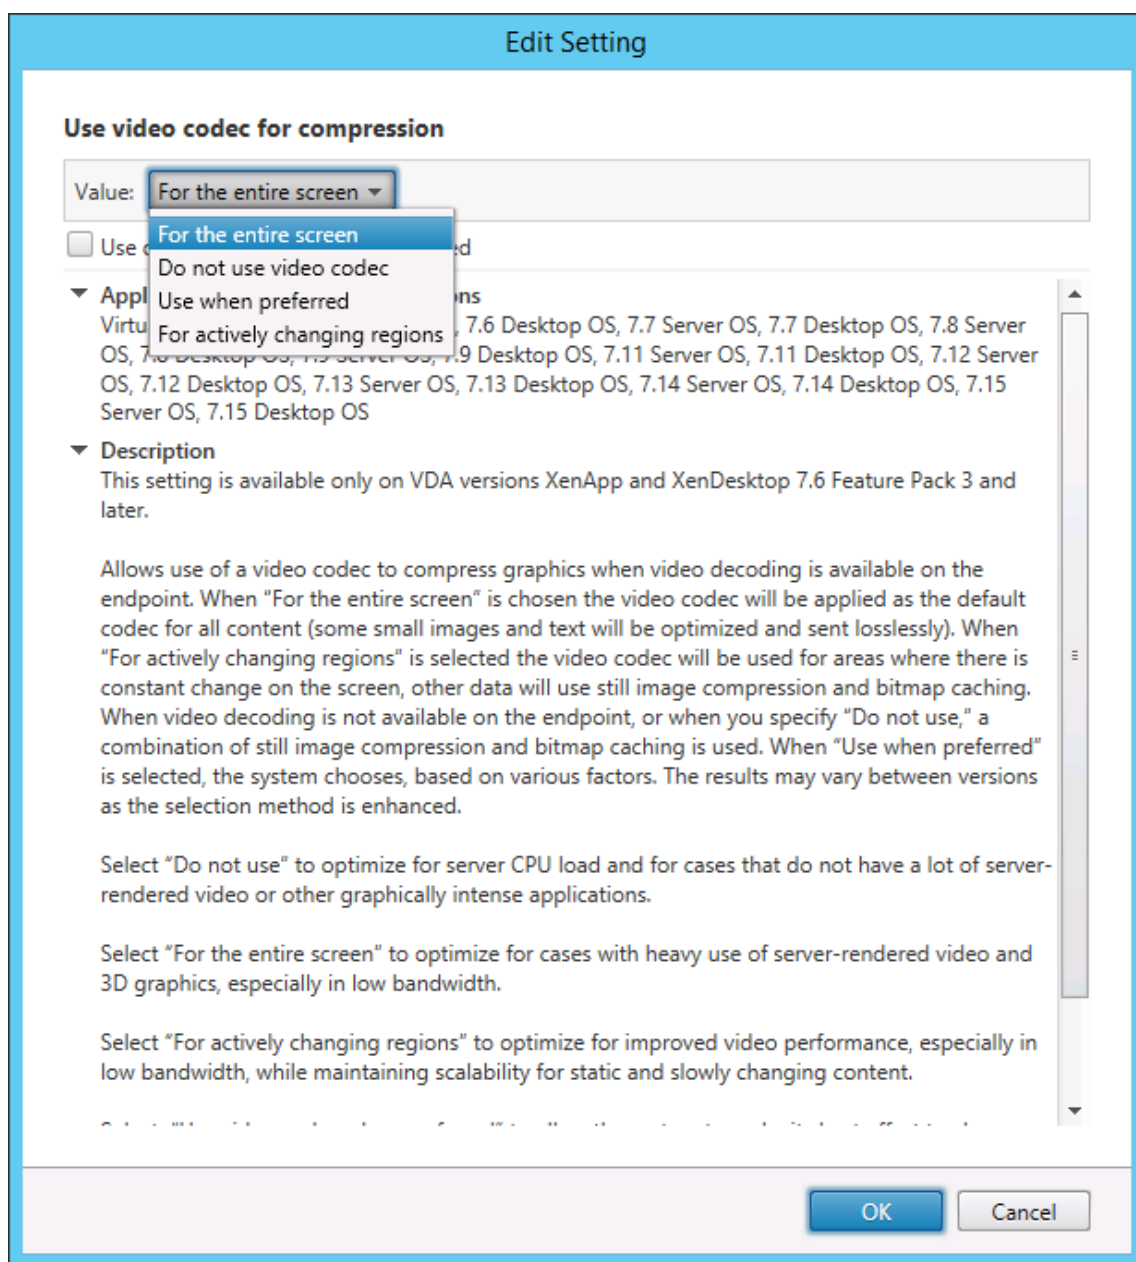 Edit Setting
Use video codec for compression
Value: For the entire screen
For the entire screen
Use
Do not use video codec
Use when preferred
For actively changing regions
Virtu 7.6 Desktop OS, 7.7 Server OS, 7.7 Desktop OS, 7.8 Server
OS, 7.9 Desktop OS, 7.11 Server OS, 7.11 Desktop OS, 7.12 Server
OS, 7.12 Desktop OS, 7.13 Server OS, 7.13 Desktop OS, 7.14 Server OS, 7.14 Desktop OS, 7.15
Server OS, 7.15 Desktop OS
Description
This setting is available only on VDA versions XenApp and XenDesktop 7.6 Feature Pack 3 and
later.
Allows use of a video codec to compress graphics when video decoding is available on the
endpoint. When “For the entire screen” is chosen the video codec will be applied as the default
codec for all content (some small images and text will be optimized and sent losslessly). When
“For actively changing regions” is selected the video codec will be used for areas where there is
constant change on the screen, other data will use still image compression and bitmap caching.
When video decoding is not available on the endpoint, or when you specify “Do not use,” a
combination of still image compression and bitmap caching is used. When “Use when preferred”
is selected, the system chooses, based on various factors. The results may vary between versions
as the selection method is enhanced.
Select “Do not use” to optimize for server CPU load and for cases that do not have a lot of server-
rendered video or other graphically intense applications.
Select “For the entire screen” to optimize for cases with heavy use of server-rendered video and
3D graphics, especially in low bandwidth.
Select “For actively changing regions” to optimize for improved video performance, especially in
low bandwidth, while maintaining scalability for static and slowly changing content.
OK
Cancel